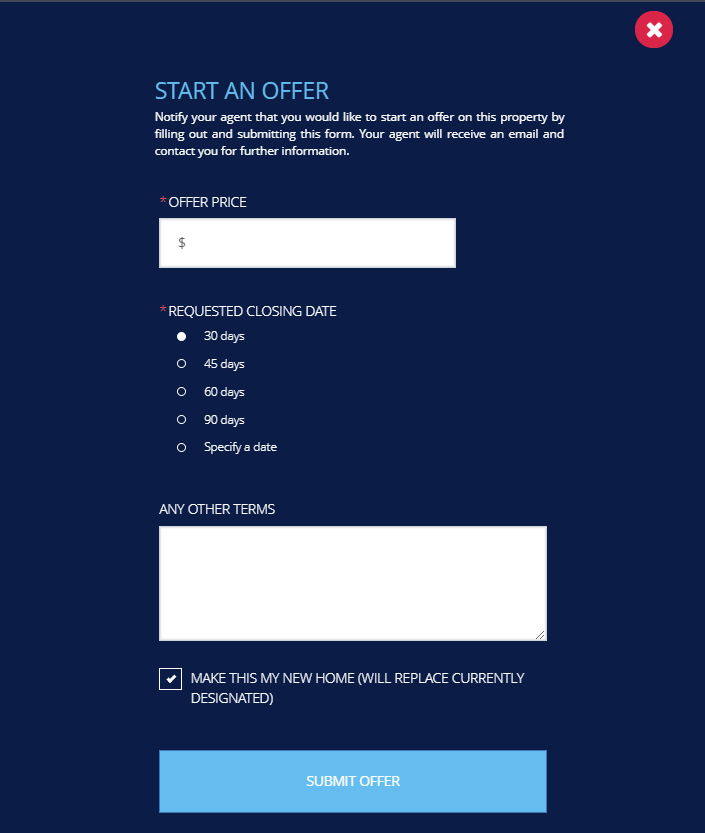 START AN OFFER
Notify your agent that you would like to start an offer on this property by
filling out and submitting this form. Your agent will receive an email and
contact you for further information.
*OFFER PRICE
$
*REQUESTED CLOSING DATE
30 days
45 days
60 days
90 days
Specify a date
ANY OTHER TERMS
MAKE THIS MY NEW HOME (WILL REPLACE CURRENTLY
DESIGNATED)
SUBMIT OFFER